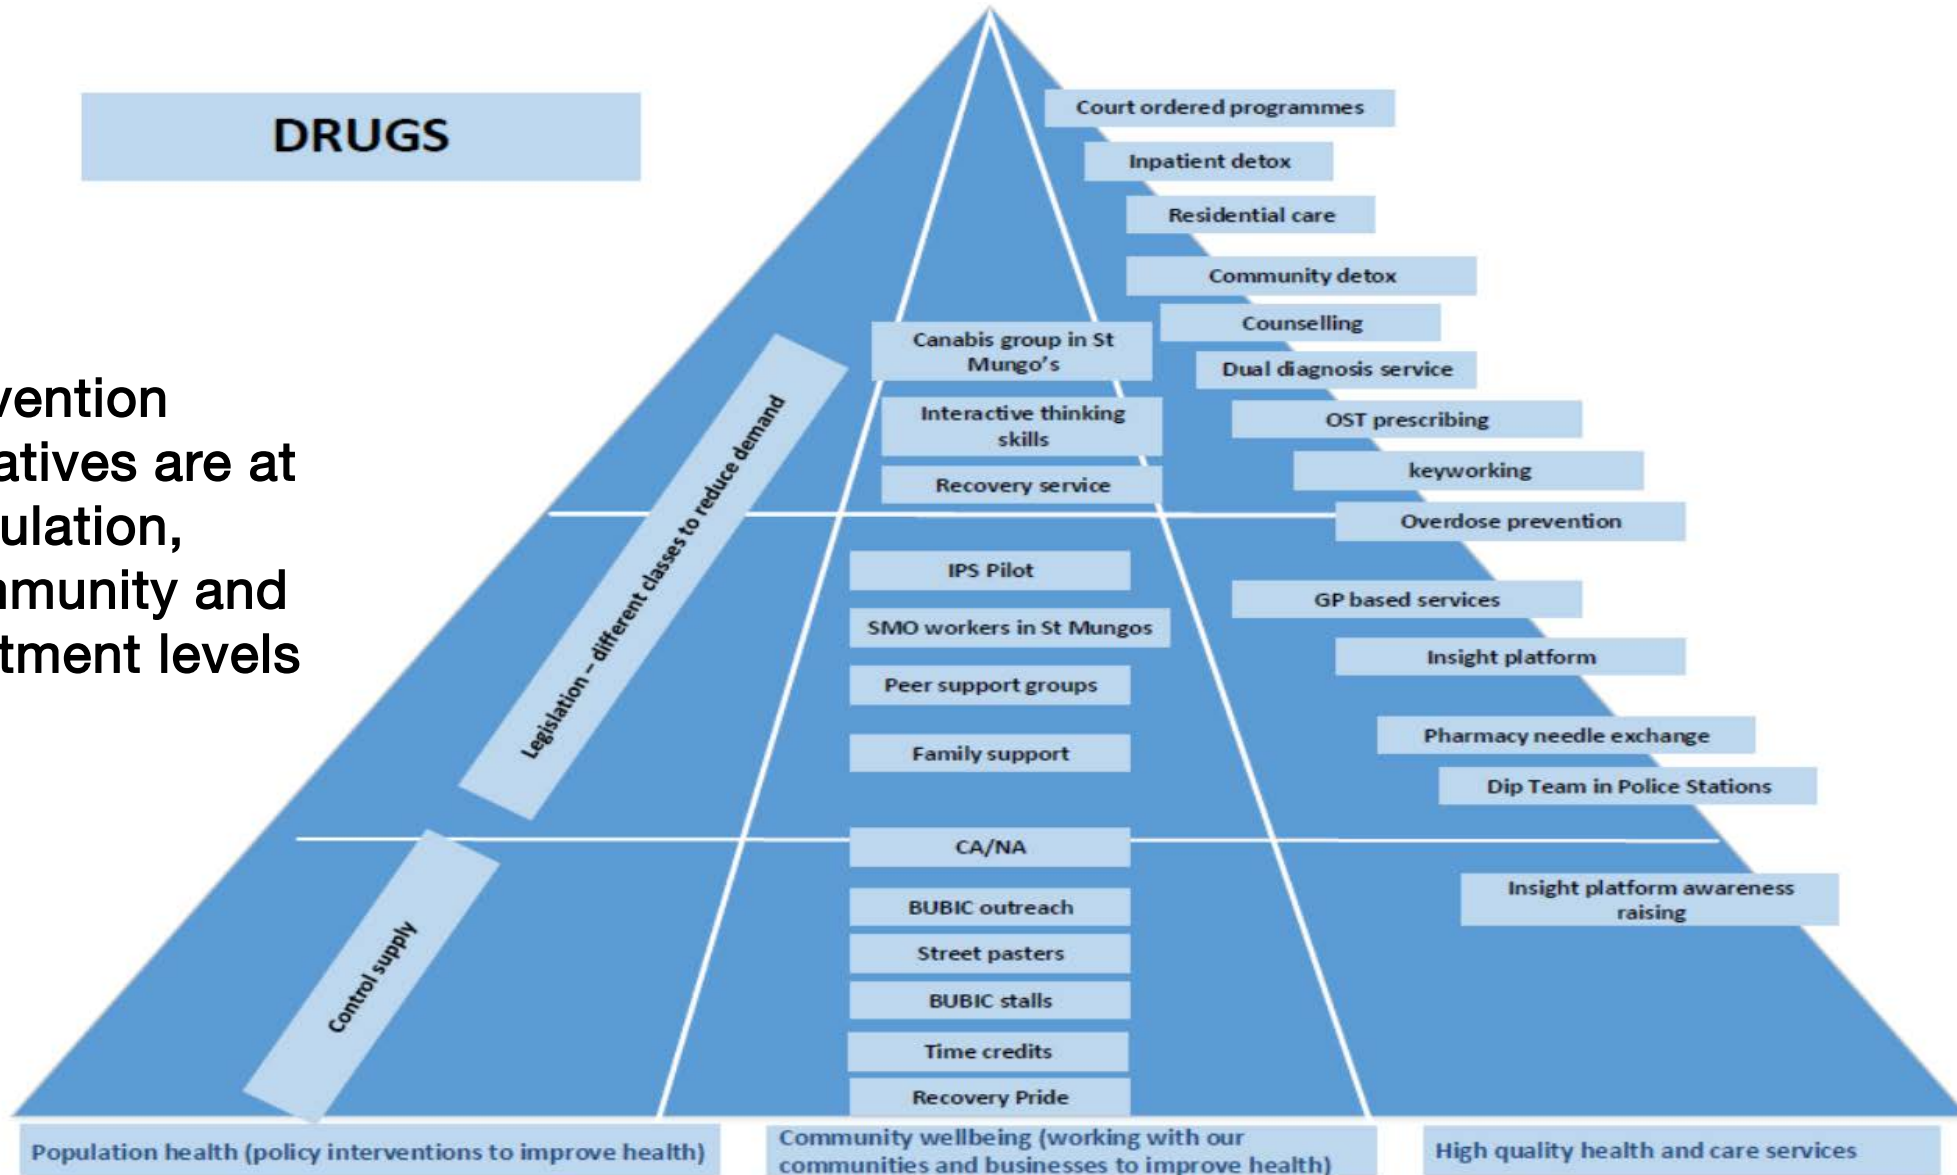 DRUGS
vention
atives are at
ulation,
nmunity and
tment levels
Court ordered programmes
Inpatient detox
Residential care
Community detox
Counselling
Dual diagnosis service
OST prescribing
keyworking
Overdose prevention
GP based services
Insight platform
Pharmacy needle exchange
Dip Team in Police Stations
Insight platform awareness
raising
Canabis group in St
Mungo's
Interactive thinking
skills
Recovery service
IPS Pilot
SMO workers in St Mungos
Peer support groups
Family support
CA/NA
BUBIC outreach
Street pasters
BUBIC stalls
Time credits
Recovery Pride
Legislation – different classes to reduce demand
Control supply
Population health (policy interventions to improve health)
Community wellbeing (working with our
communities and businesses to improve health)
High quality health and care services